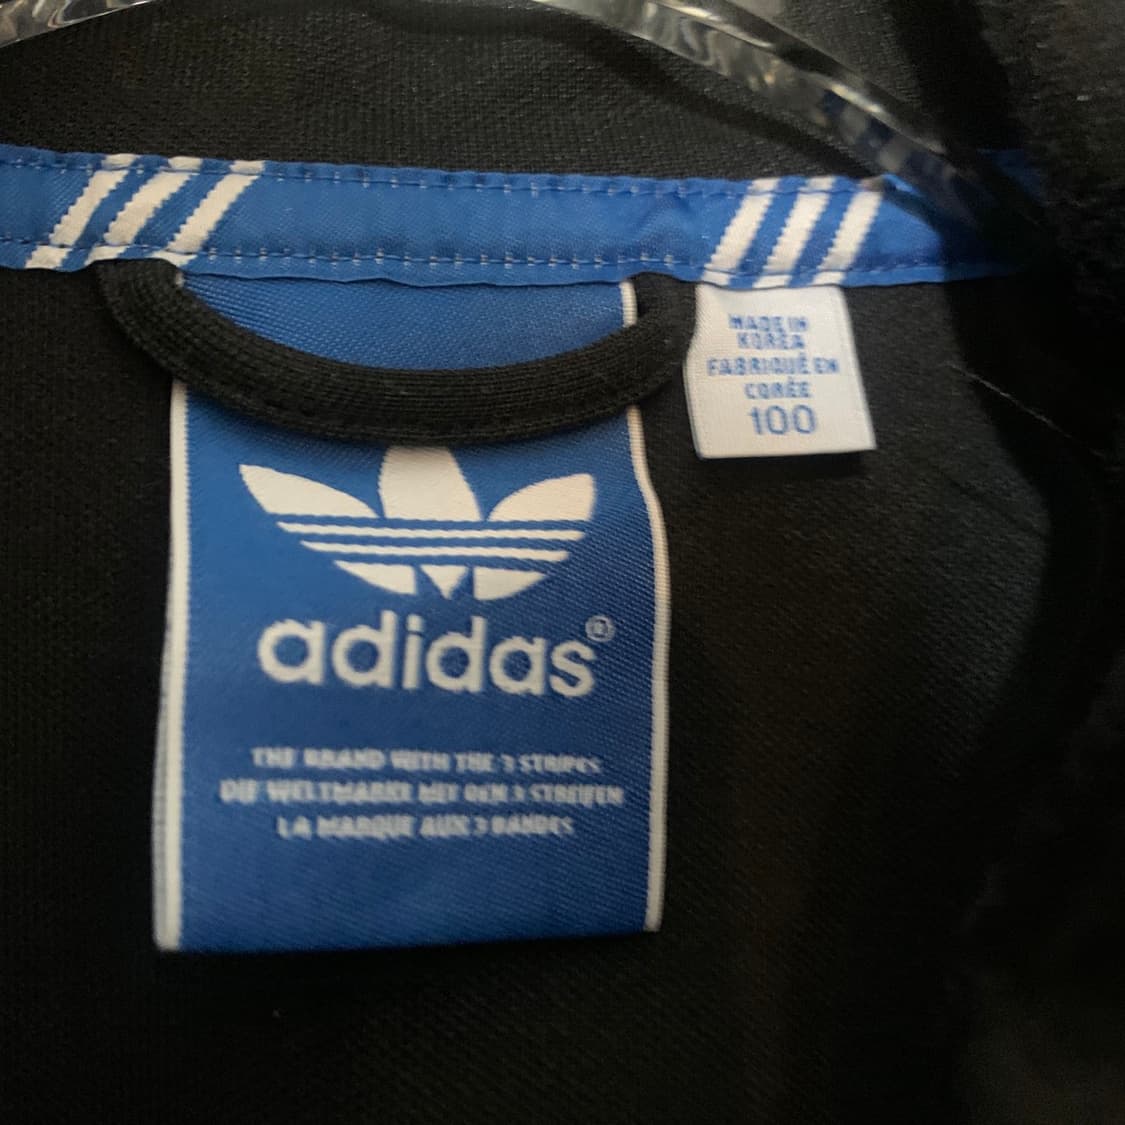 MADE IN
KOREA
FABRIQUÉ EN
CORÉE
100
adidas®
THE BRAND WITH THE 3 STRIPES
DIE WELTMARKE MIT DEN 3 STREIFEN
LA MARQUE AUX 3 BANDES